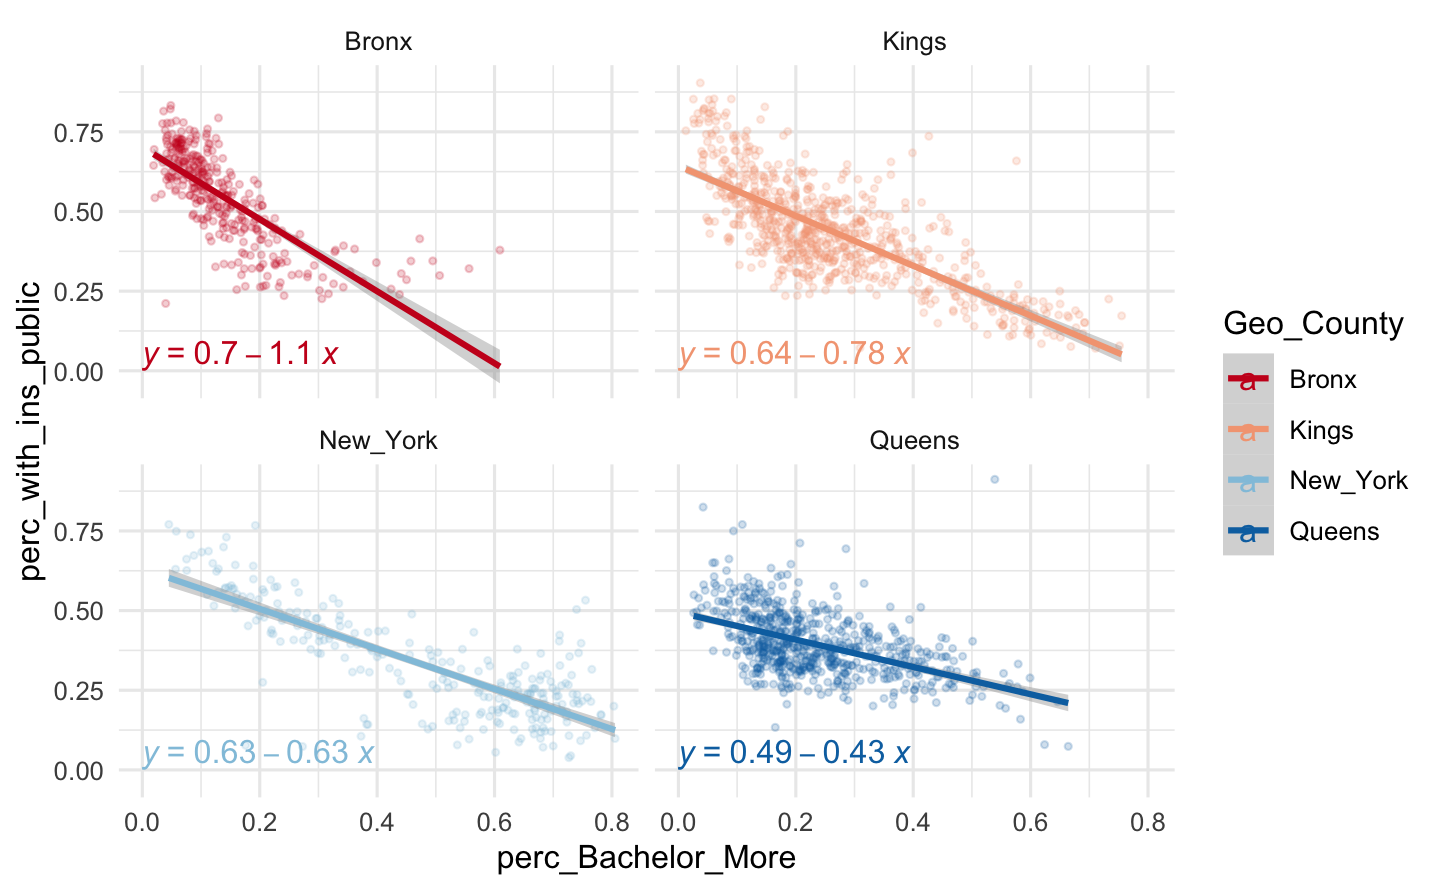 Bronx
Kings
0.75
0.50
0.25
0.00
y = 0.7 – 1.1 x
y = 0.64 – 0.78 x
New_York
Queens
0.75
0.50
0.25
0.00
y = 0.63 – 0.63 x
y = 0.49 – 0.43 x
0.0 0.2 0.4 0.6 0.8
0.0 0.2 0.4 0.6 0.8
perc_Bachelor_More
perc_with_ins_public
Geo_County
a Bronx
a Kings
a New_York
a Queens